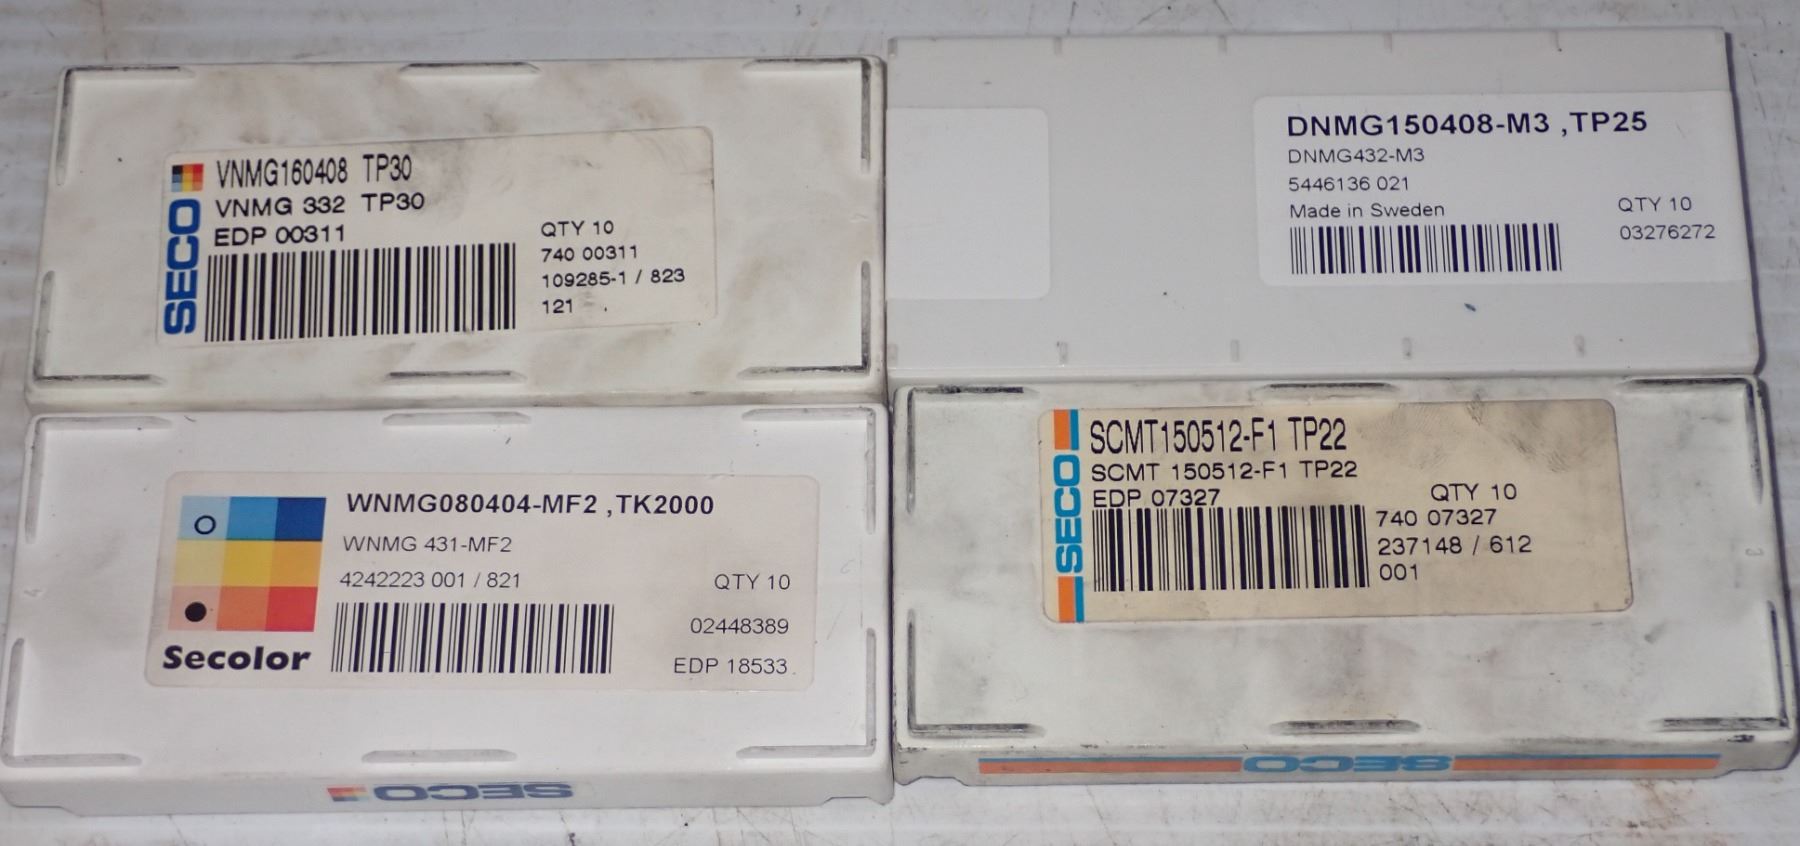 SECO
VNMG160408 TP30
VNMG 332 TP30
EDP 00311
QTY 10
740 00311
109285-1 / 823
121
DNMG150408-M3 ,TP25
DNMG432-M3
5446136 021
Made in Sweden
QTY 10
03276272
WNMG080404-MF2 ,TK2000
WNMG 431-MF2
4242223 001 / 821
QTY 10
02448389
EDP 18533
Secolor
SECO
SECO
SCMT150512-F1 TP22
SCMT 150512-F1 TP22
EDP 07327
QTY 10
740 07327
237148 / 612
001
SECO